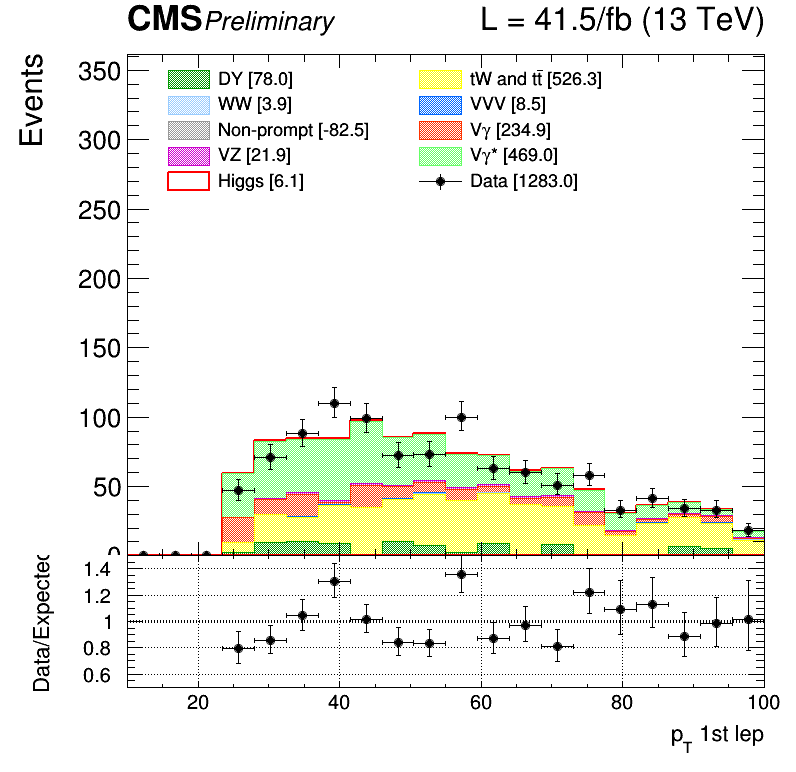 CMS Preliminary L = 41.5/fb (13 TeV)
Events
350
300
250
200
150
100
50
0
DY [78.0]
WW [3.9]
Non-prompt [-82.5]
VZ [21.9]
Higgs [6.1]
tW and tt̄ [526.3]
VVV [8.5]
Vγ [234.9]
Vγ* [469.0]
Data [1283.0]
Data/Expected
1.4
1.2
1
0.8
0.6
20 40 60 80 100
pT 1st lep